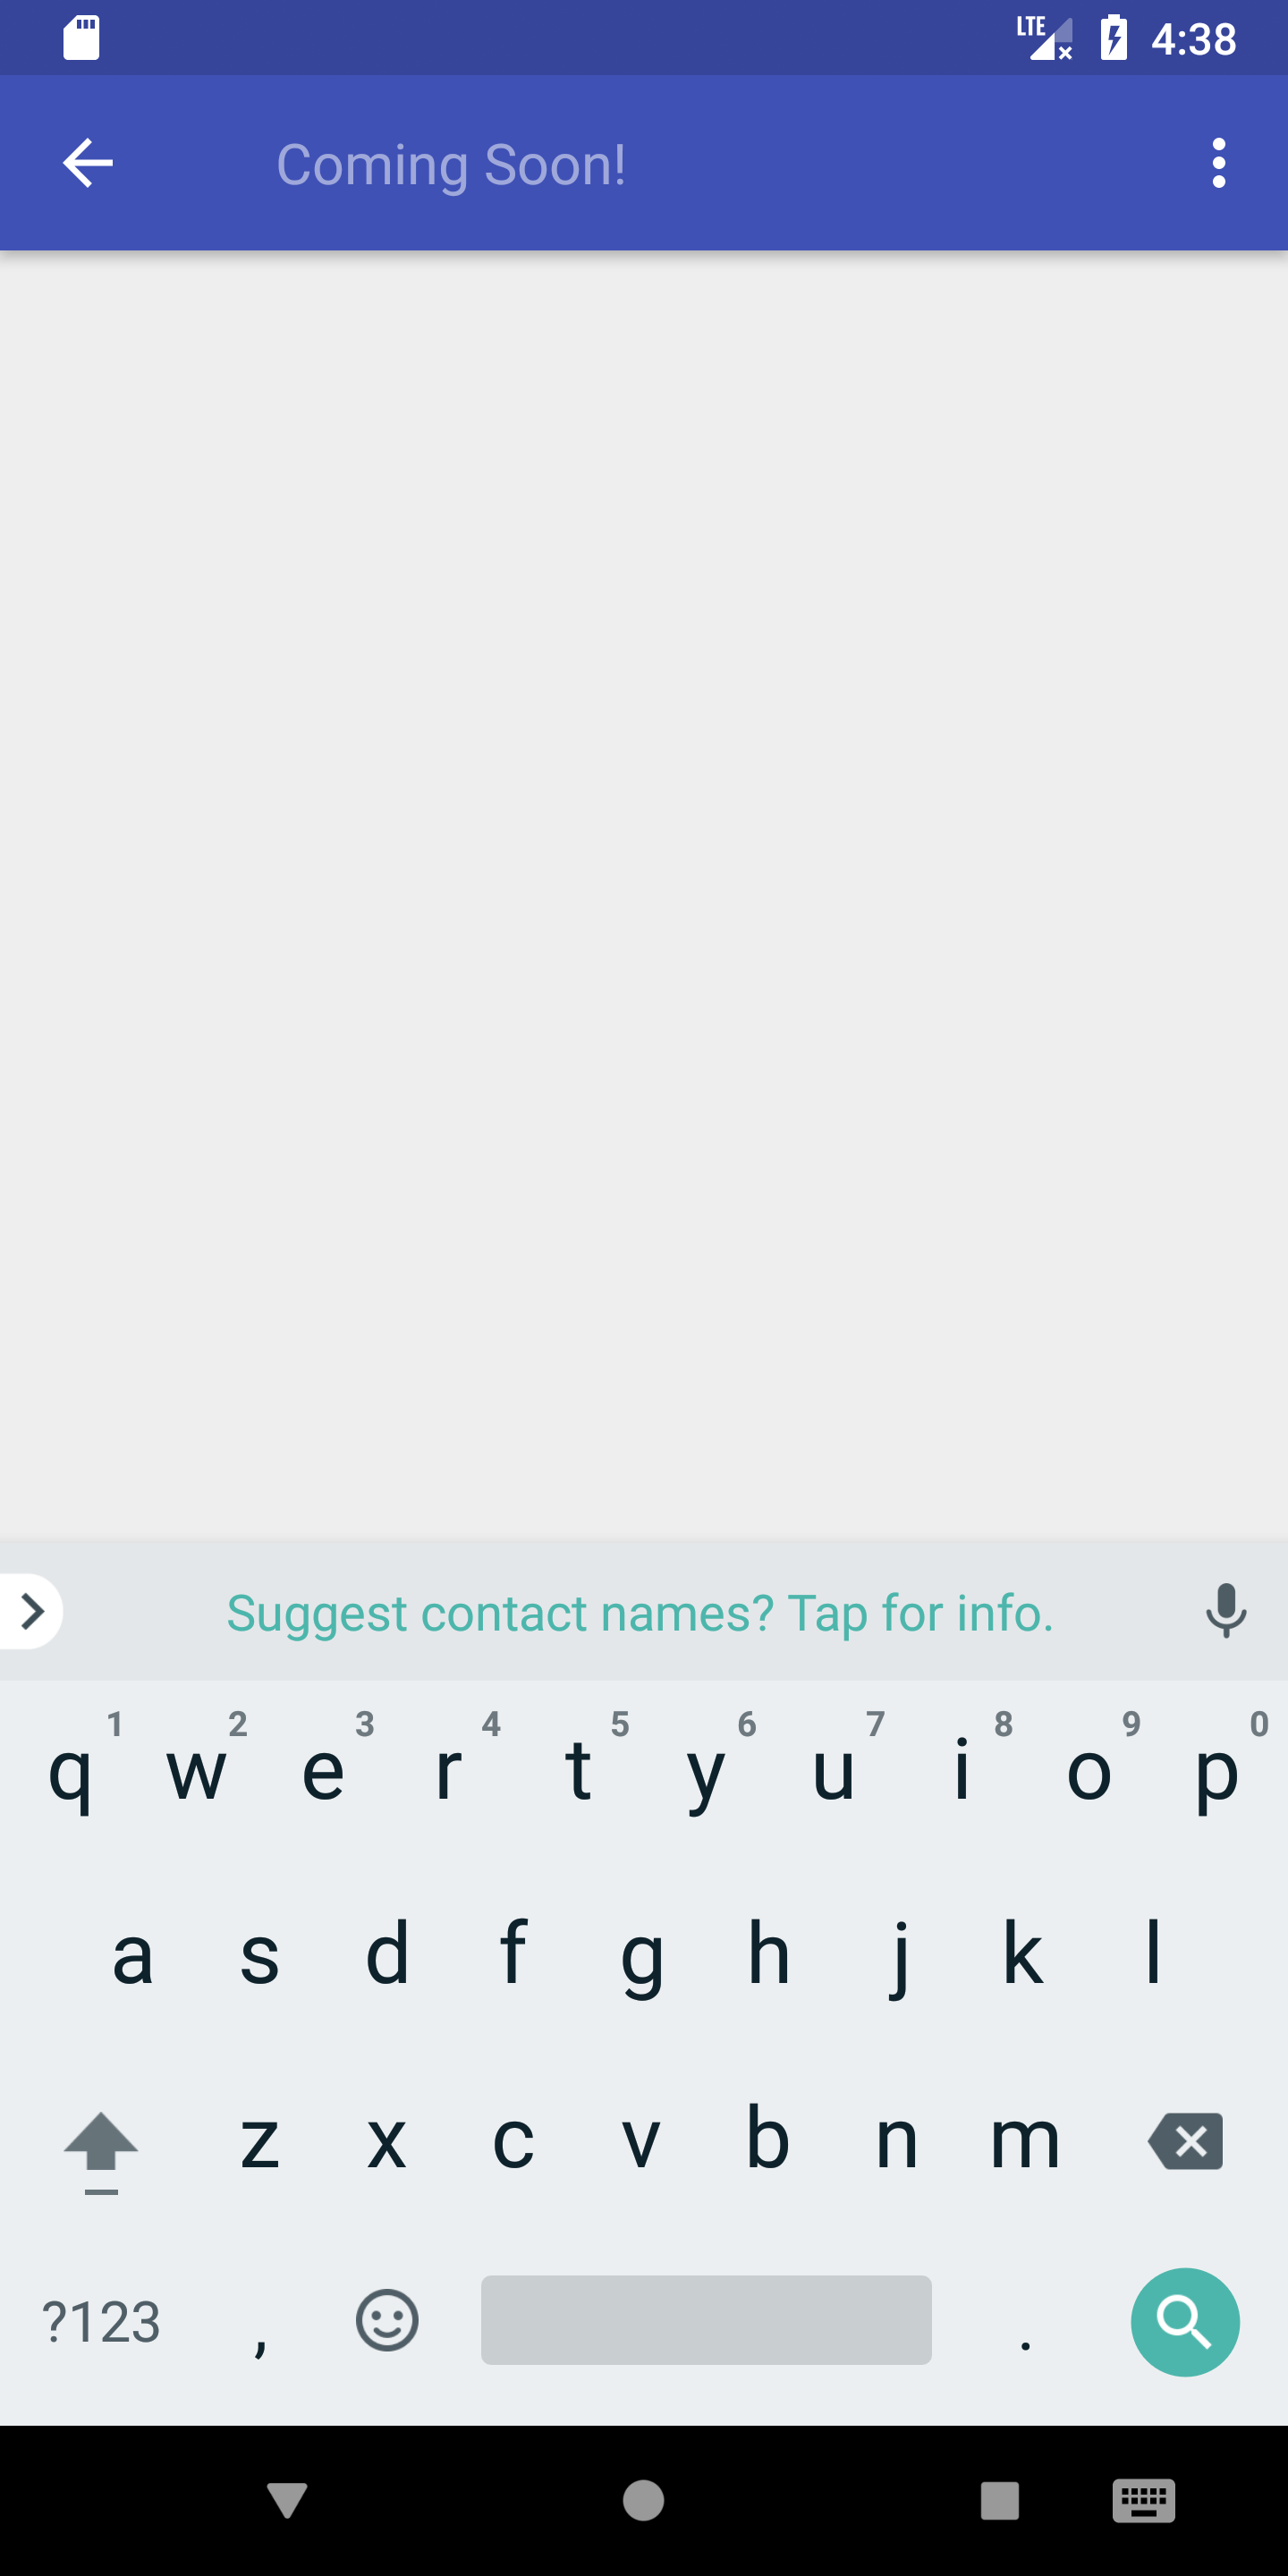 LTE 4:38
Coming Soon!
Suggest contact names? Tap for info.
q 1 w 2 e 3 r 4 t 5 y 6 u 7 i 8 o 9 p 0
a s d f g h j k l
z x c v b n m
?123 , .